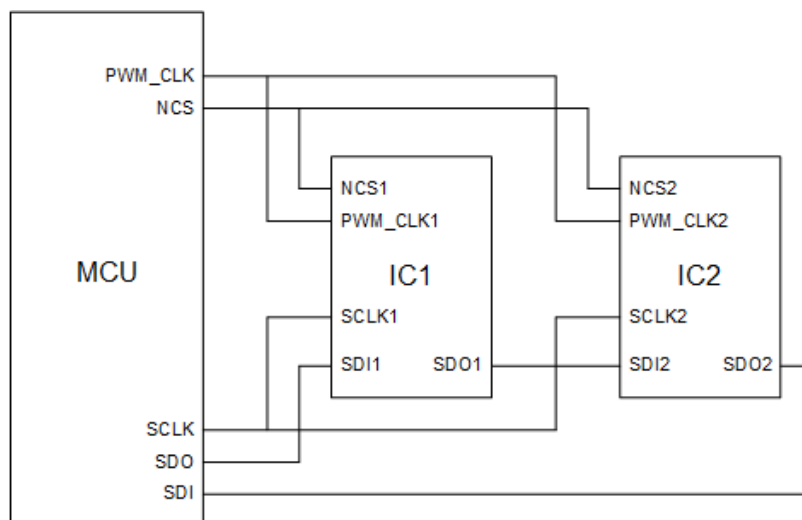 PWM_CLK
NCS
MCU
SCLK
SDO
SDI
NCS1
PWM_CLK1
IC1
SCLK1
SDI1 SDO1
NCS2
PWM_CLK2
IC2
SCLK2
SDI2 SDO2